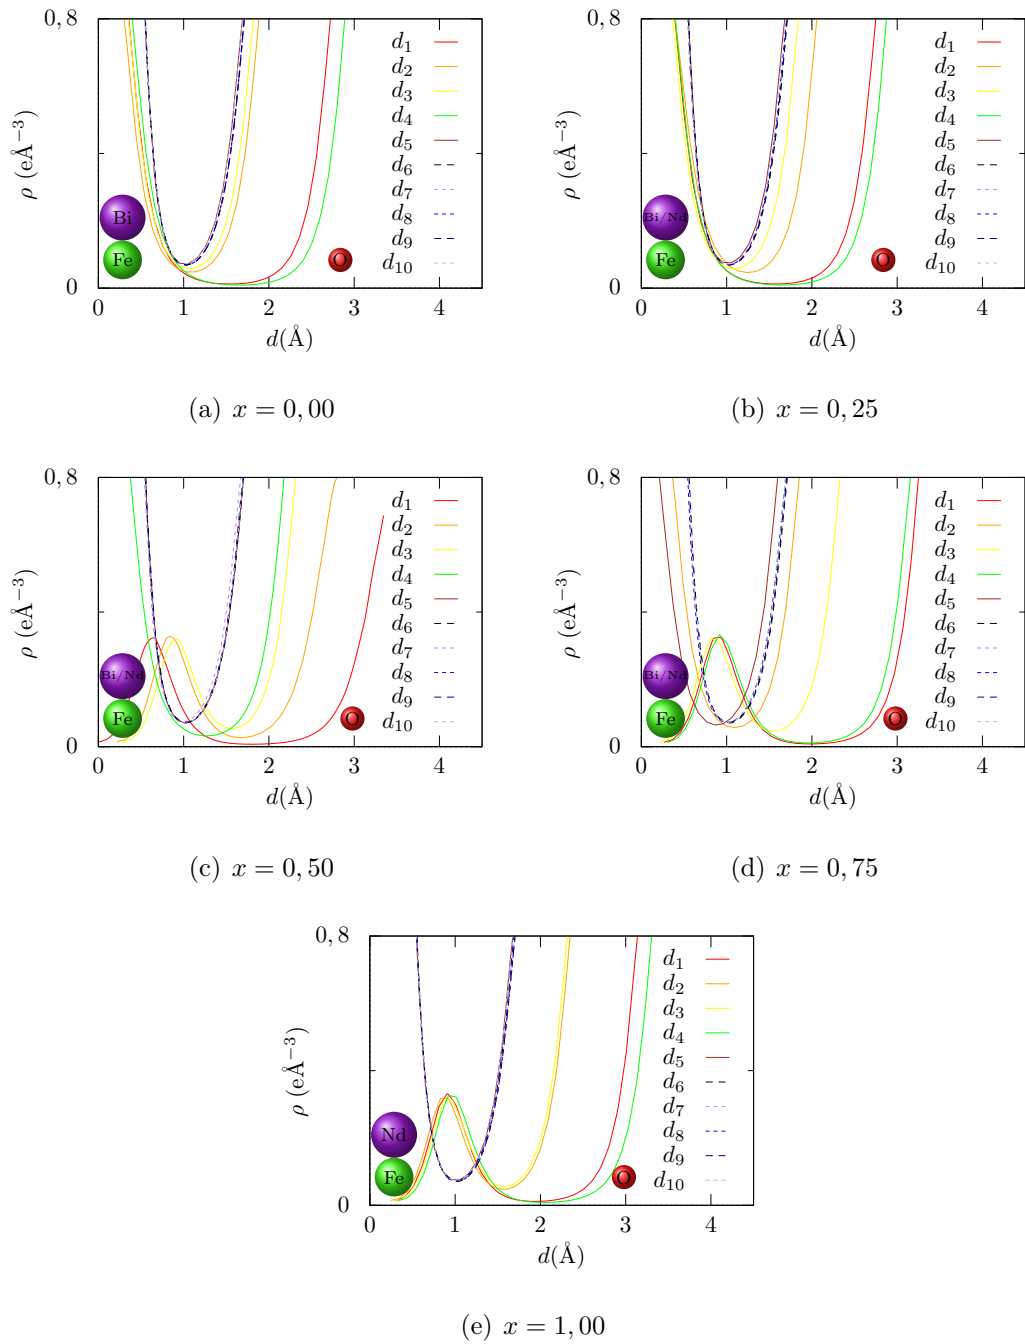 0, 8
ρ (eÅ⁻³)
0
0 1 2 3 4
d(Å)
d₁
d₂
d₃
d₄
d₅
d₆
d₇
d₈
d₉
d₁₀
Bi
Fe
O
(a) x = 0, 00
0, 8
ρ (eÅ⁻³)
0
0 1 2 3 4
d(Å)
d₁
d₂
d₃
d₄
d₅
d₆
d₇
d₈
d₉
d₁₀
Bi/Nd
Fe
O
(b) x = 0, 25
0, 8
ρ (eÅ⁻³)
0
0 1 2 3 4
d(Å)
d₁
d₂
d₃
d₄
d₅
d₆
d₇
d₈
d₉
d₁₀
Bi/Nd
Fe
O
(c) x = 0, 50
0, 8
ρ (eÅ⁻³)
0
0 1 2 3 4
d(Å)
d₁
d₂
d₃
d₄
d₅
d₆
d₇
d₈
d₉
d₁₀
Bi/Nd
Fe
O
(d) x = 0, 75
0, 8
ρ (eÅ⁻³)
0
0 1 2 3 4
d(Å)
d₁
d₂
d₃
d₄
d₅
d₆
d₇
d₈
d₉
d₁₀
Nd
Fe
O
(e) x = 1, 00